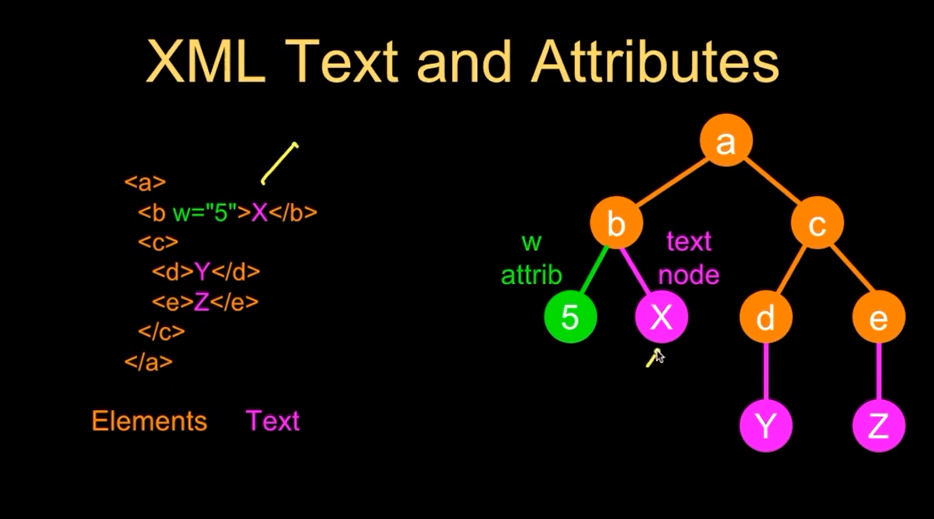 XML Text and Attributes
<a>
<b w="5">X</b>
<c>
<d>Y</d>
<e>Z</e>
</c>
</a>
Elements Text
a
b
c
w
attrib
text
node
5
X
d
e
Y
Z